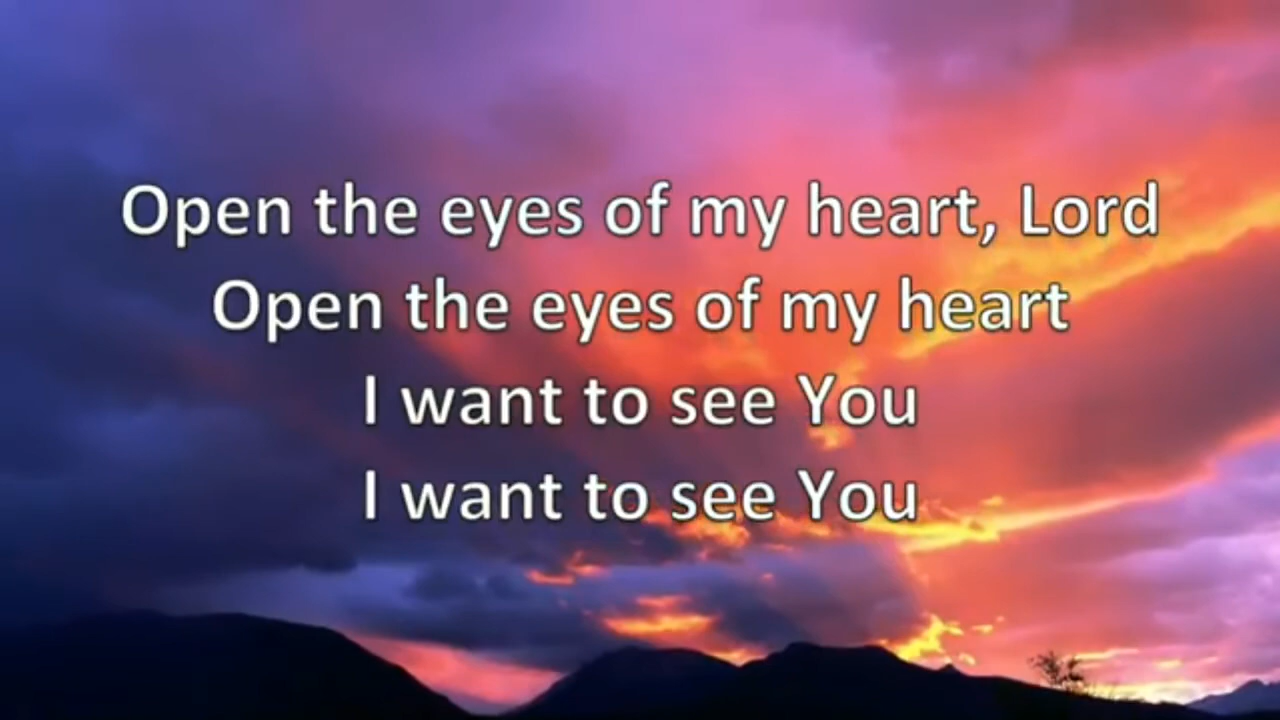 Open the eyes of my heart, Lord
Open the eyes of my heart
I want to see You
I want to see You